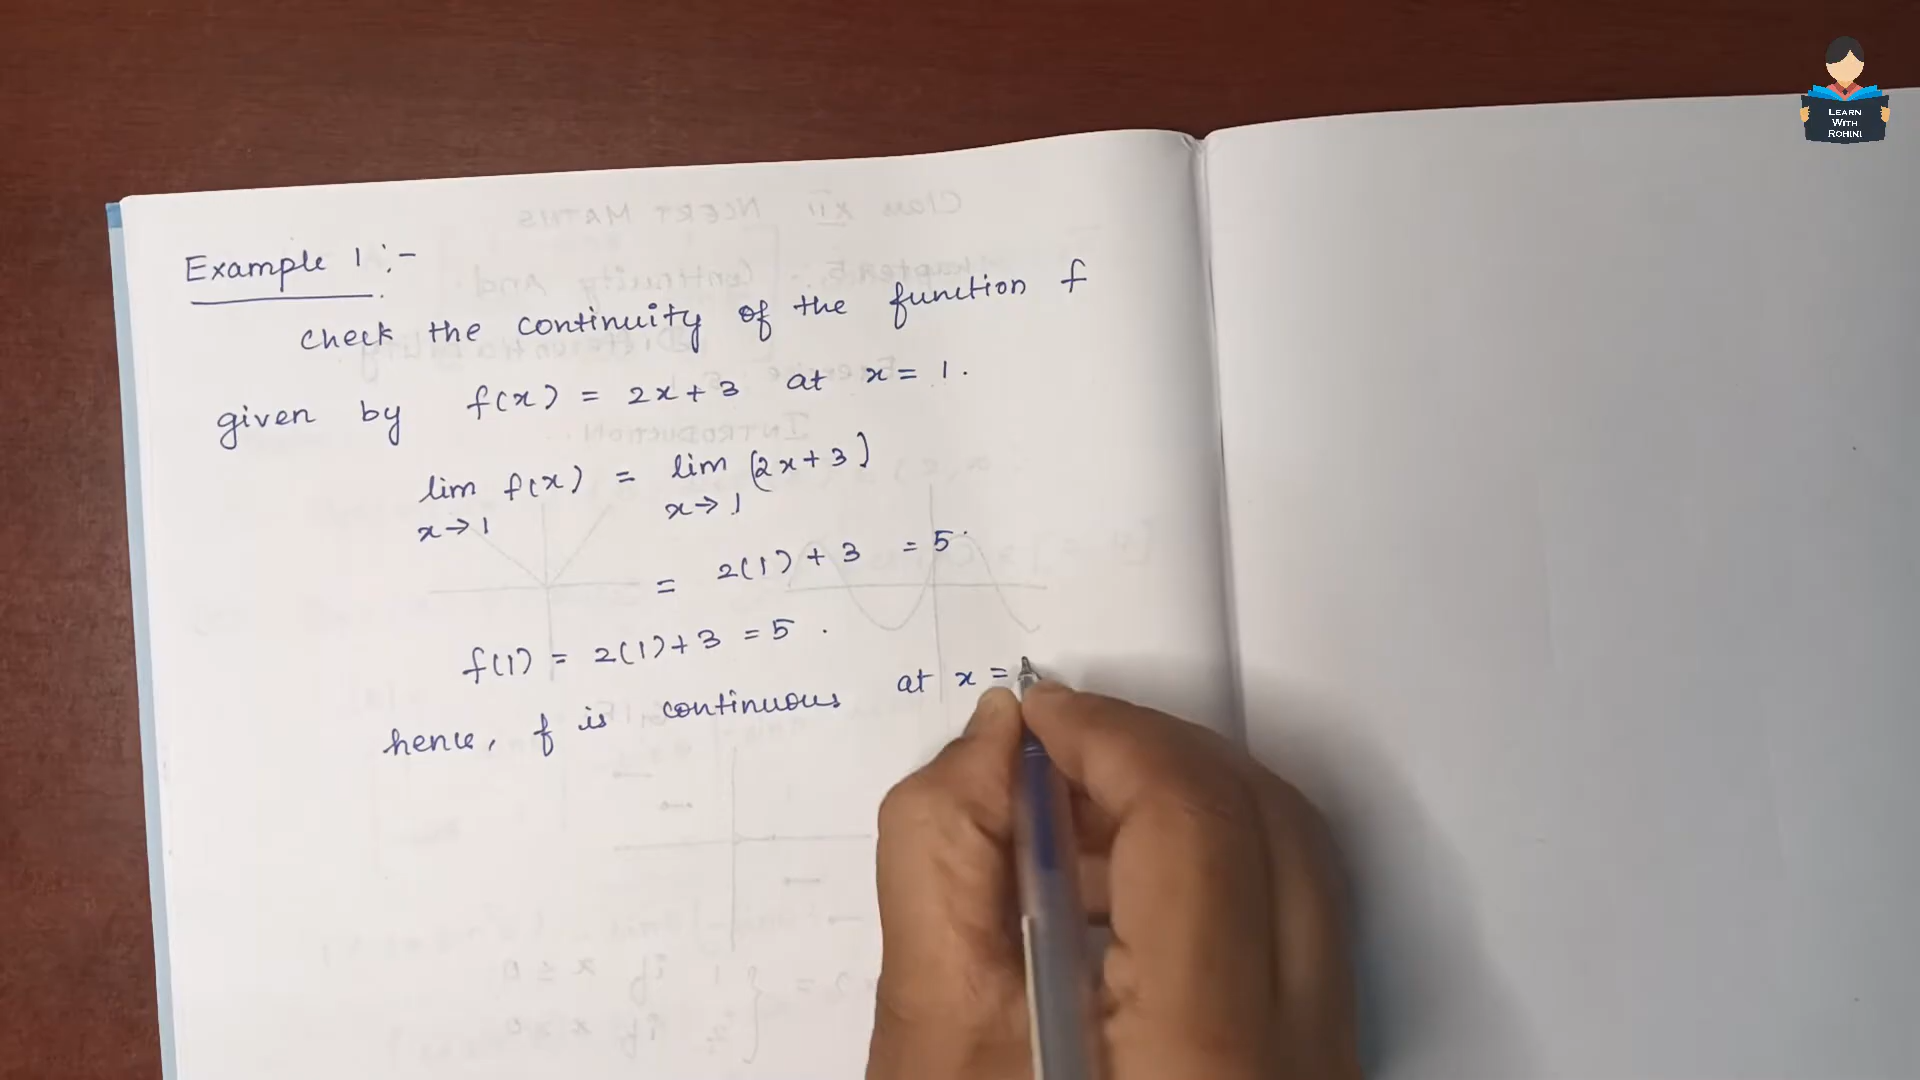 Example 1 :-
Check the continuity of the function f
given by f(x) = 2x+3 at x = 1.
lim f(x) = lim (2x+3)
x→1 x→1
= 2(1) + 3 = 5.
f(1) = 2(1)+3 = 5.
hence, f is continuous at x =
LEARN
WITH
ROHINI